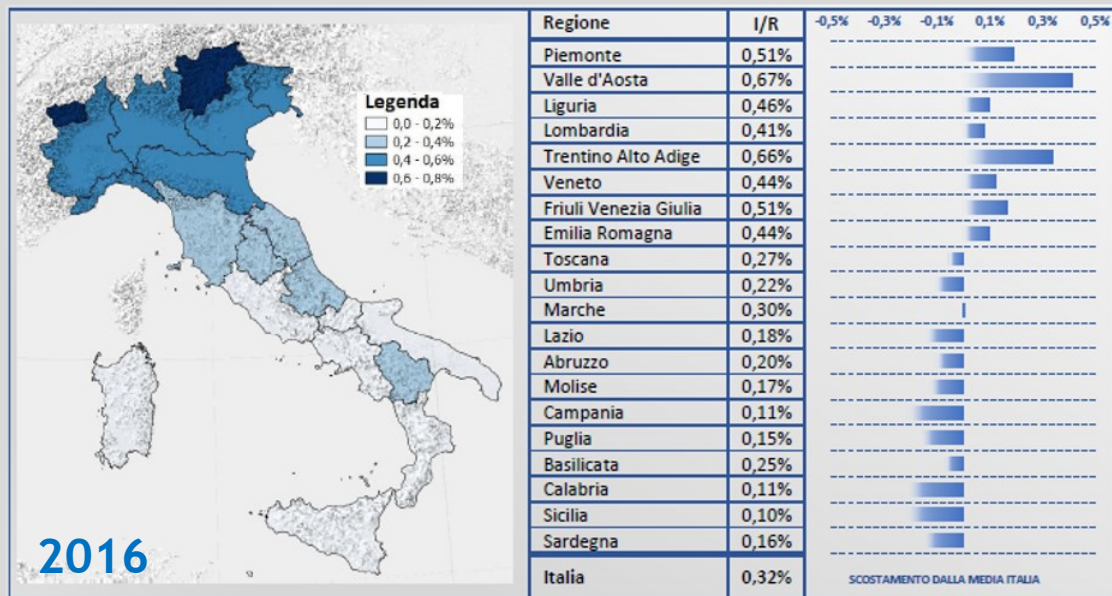 Regione I/R -0,5% -0,3% -0,1% 0,1% 0,3% 0,5%
Piemonte 0,51%
Valle d'Aosta 0,67%
Liguria 0,46%
Lombardia 0,41%
Trentino Alto Adige 0,66%
Veneto 0,44%
Friuli Venezia Giulia 0,51%
Emilia Romagna 0,44%
Toscana 0,27%
Umbria 0,22%
Marche 0,30%
Lazio 0,18%
Abruzzo 0,20%
Molise 0,17%
Campania 0,11%
Puglia 0,15%
Basilicata 0,25%
Calabria 0,11%
Sicilia 0,10%
Sardegna 0,16%
Italia 0,32%
SCOSTAMENTO DALLA MEDIA ITALIA
Legenda
0,0 - 0,2%
0,2 - 0,4%
0,4 - 0,6%
0,6 - 0,8%
2016